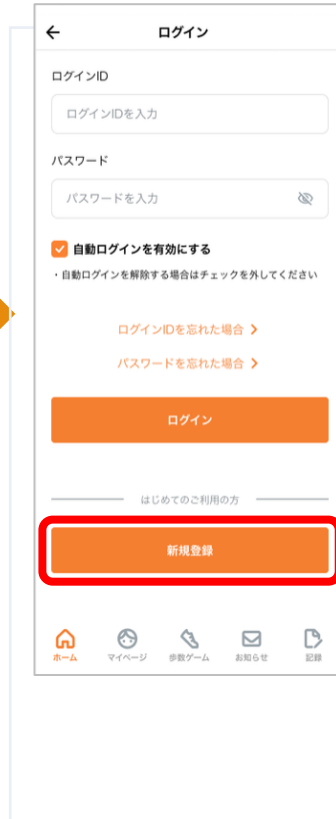 ログイン
ログインID
ログインIDを入力
パスワード
パスワードを入力
自動ログインを有効にする
・自動ログインを解除する場合はチェックを外してください
ログインIDを忘れた場合
パスワードを忘れた場合
ログイン
はじめてのご利用の方
新規登録
ホーム マイページ 歩数ゲーム お知らせ 記録